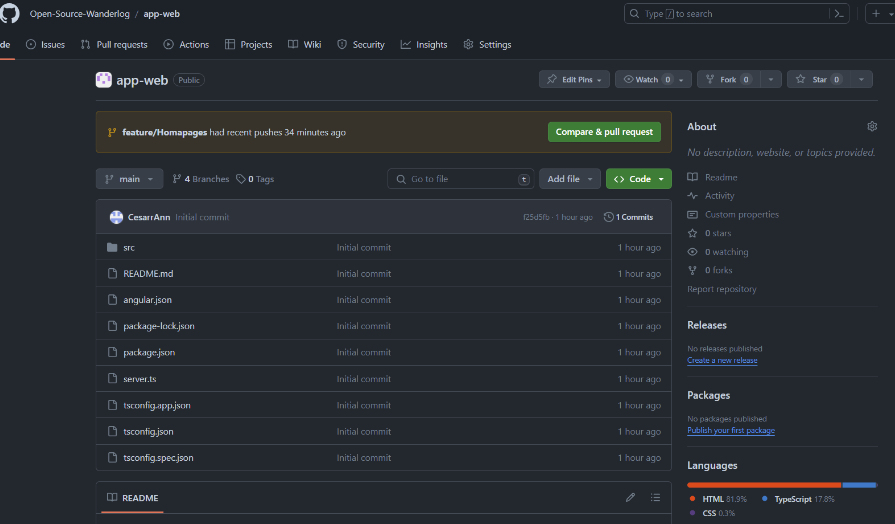 Open-Source-Wanderlog / app-web
Type / to search
de Issues Pull requests Actions Projects Wiki Security Insights Settings
app-web Public
Edit Pins Watch 0 Fork 0 Star 0
feature/Homapages had recent pushes 34 minutes ago
Compare & pull request
main 4 Branches 0 Tags
Go to file t
Add file
<> Code
CesarrAnn Initial commit f25d5fb · 1 hour ago 1 Commits
src Initial commit 1 hour ago
README.md Initial commit 1 hour ago
angular.json Initial commit 1 hour ago
package-lock.json Initial commit 1 hour ago
package.json Initial commit 1 hour ago
server.ts Initial commit 1 hour ago
tsconfig.app.json Initial commit 1 hour ago
tsconfig.json Initial commit 1 hour ago
tsconfig.spec.json Initial commit 1 hour ago
README
About
No description, website, or topics provided.
Readme
Activity
Custom properties
0 stars
0 watching
0 forks
Report repository
Releases
No releases published
Create a new release
Packages
No packages published
Publish your first package
Languages
HTML 81.9% TypeScript 17.8%
CSS 0.3%